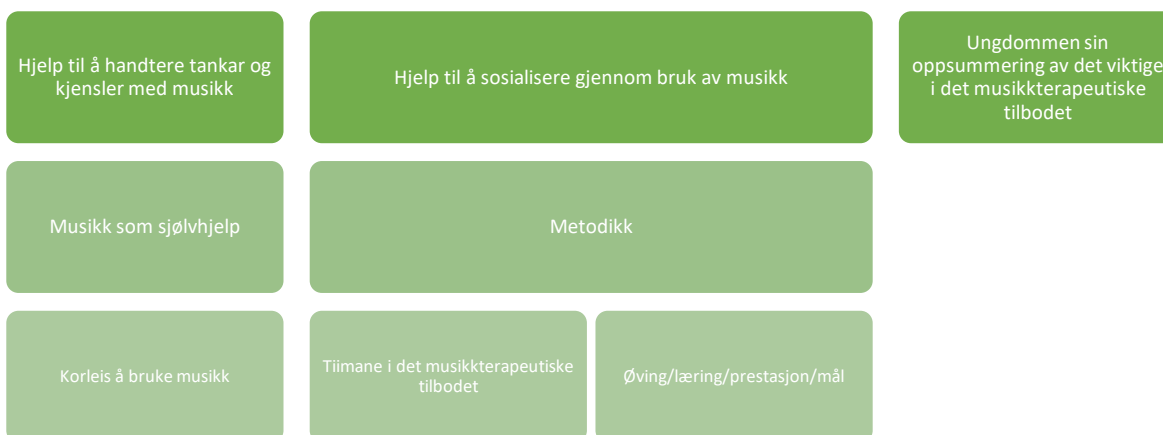 Hjelp til å handtere tankar og
kjensler med musikk
Hjelp til å sosialisere gjennom bruk av musikk
Ungdommen sin
oppsummering av det viktige
i det musikkterapeutiske
tilbodet
Musikk som sjølvhjelp
Metodikk
Korleis å bruke musikk
Tiimane i det musikkterapeutiske
tilbodet
Øving/læring/prestasjon/mål